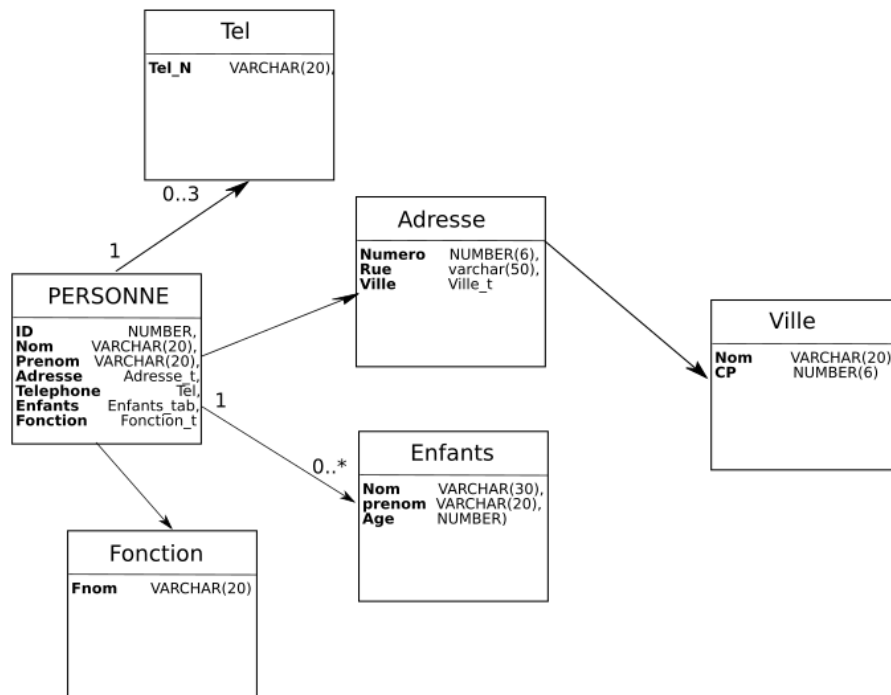 Tel
Tel_N VARCHAR(20),
0..3
1
Adresse
Numero NUMBER(6),
Rue varchar(50),
Ville Ville_t
PERSONNE
ID NUMBER,
Nom VARCHAR(20),
Prenom VARCHAR(20),
Adresse Adresse_t,
Telephone Tel,
Enfants Enfants_tab,
Fonction Fonction_t
Ville
Nom VARCHAR(20)
CP NUMBER(6)
1
0..*
Enfants
Nom VARCHAR(30),
prenom VARCHAR(20),
Age NUMBER)
Fonction
Fnom VARCHAR(20)